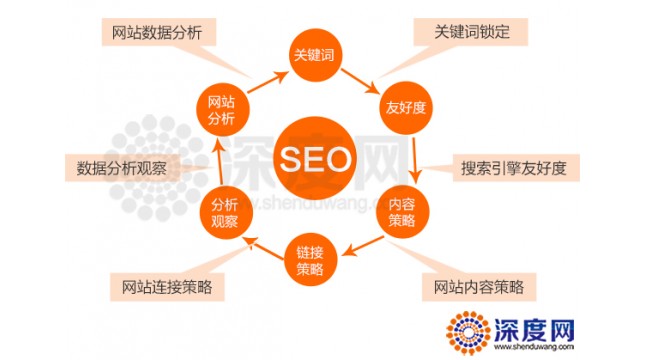 网站数据分析
关键词锁定
关键词
网站
分析
友好度
数据分析观察
SEO
搜索引擎友好度
深度网
www.shenduwang.com
分析
观察
内容
策略
链接
策略
网站连接策略
网站内容策略
深度网
www.shenduwang.com